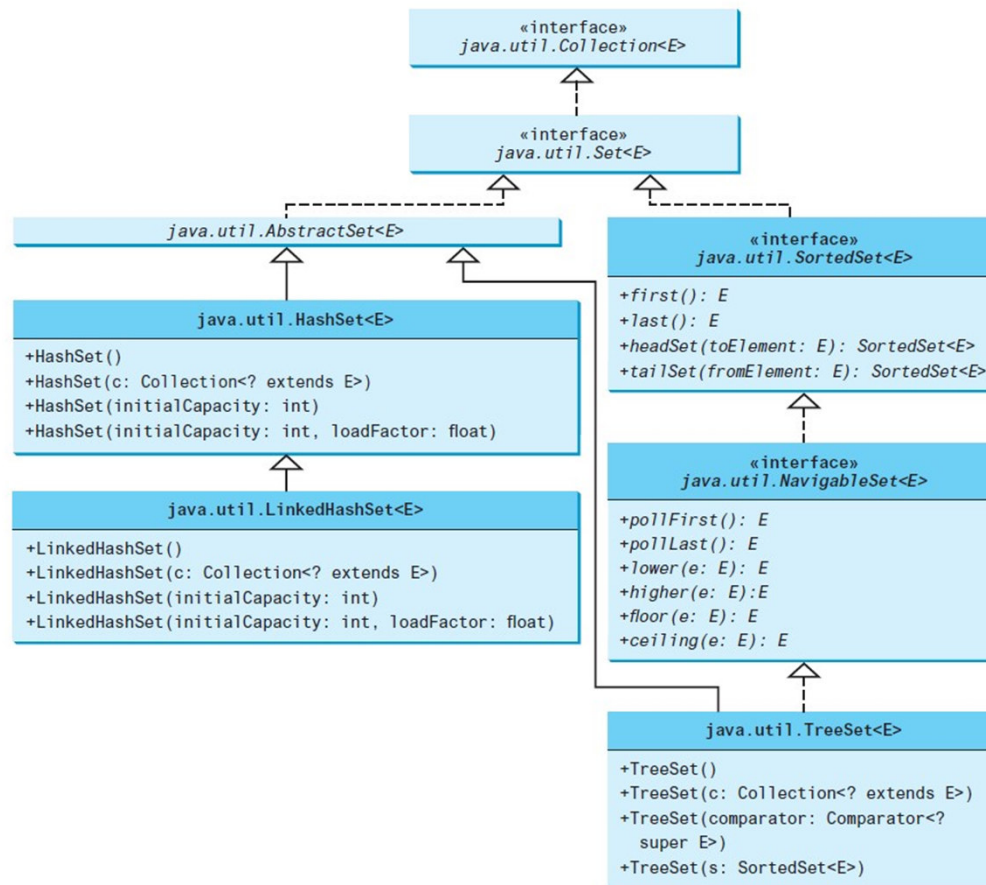 «interface»
java.util.Collection<E>
«interface»
java.util.Set<E>
java.util.AbstractSet<E>
java.util.HashSet<E>
+HashSet()
+HashSet(c: Collection<? extends E>)
+HashSet(initialCapacity: int)
+HashSet(initialCapacity: int, loadFactor: float)
java.util.LinkedHashSet<E>
+LinkedHashSet()
+LinkedHashSet(c: Collection<? extends E>)
+LinkedHashSet(initialCapacity: int)
+LinkedHashSet(initialCapacity: int, loadFactor: float)
«interface»
java.util.SortedSet<E>
+first(): E
+last(): E
+headSet(toElement: E): SortedSet<E>
+tailSet(fromElement: E): SortedSet<E>
«interface»
java.util.NavigableSet<E>
+pollFirst(): E
+pollLast(): E
+lower(e: E): E
+higher(e: E):E
+floor(e: E): E
+ceiling(e: E): E
java.util.TreeSet<E>
+TreeSet()
+TreeSet(c: Collection<? extends E>)
+TreeSet(comparator: Comparator<?
super E>)
+TreeSet(s: SortedSet<E>)